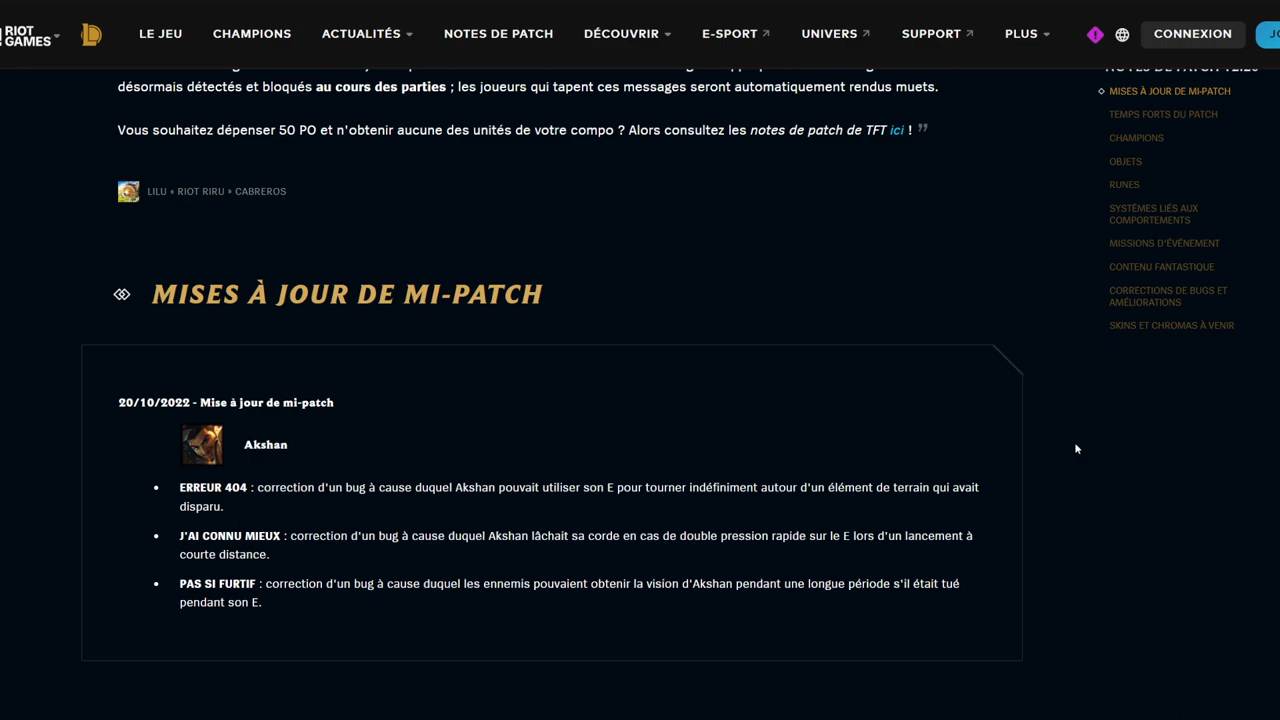 RIOT
GAMES
LE JEU
CHAMPIONS
ACTUALITÉS
NOTES DE PATCH
DÉCOUVRIR
E-SPORT
UNIVERS
SUPPORT
PLUS
CONNEXION
désormais détectés et bloqués au cours des parties ; les joueurs qui tapent ces messages seront automatiquement rendus muets.
Vous souhaitez dépenser 50 PO et n'obtenir aucune des unités de votre compo ? Alors consultez les notes de patch de TFT ici ! ”
LILU « RIOT RIRU » CABREROS
MISES À JOUR DE MI-PATCH
20/10/2022 - Mise à jour de mi-patch
Akshan
• ERREUR 404 : correction d'un bug à cause duquel Akshan pouvait utiliser son E pour tourner indéfiniment autour d'un élément de terrain qui avait
disparu.
• J'AI CONNU MIEUX : correction d'un bug à cause duquel Akshan lâchait sa corde en cas de double pression rapide sur le E lors d'un lancement à
courte distance.
• PAS SI FURTIF : correction d'un bug à cause duquel les ennemis pouvaient obtenir la vision d'Akshan pendant une longue période s'il était tué
pendant son E.
MISES À JOUR DE MI-PATCH
TEMPS FORTS DU PATCH
CHAMPIONS
OBJETS
RUNES
SYSTÈMES LIÉS AUX
COMPORTEMENTS
MISSIONS D'ÉVÉNEMENT
CONTENU FANTASTIQUE
CORRECTIONS DE BUGS ET
AMÉLIORATIONS
SKINS ET CHROMAS À VENIR